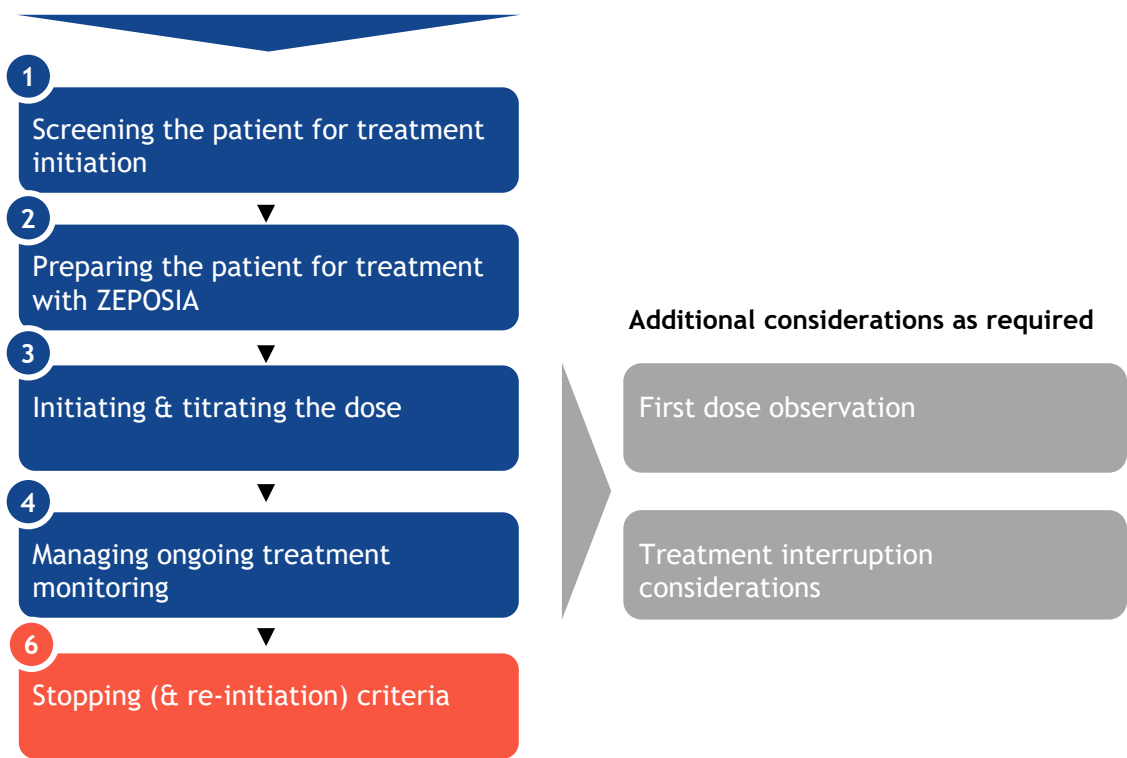 1
Screening the patient for treatment
initiation
2
Preparing the patient for treatment
with ZEPOSIA
3
Initiating & titrating the dose
4
Managing ongoing treatment
monitoring
6
Stopping (& re-initiation) criteria
Additional considerations as required
First dose observation
Treatment interruption
considerations